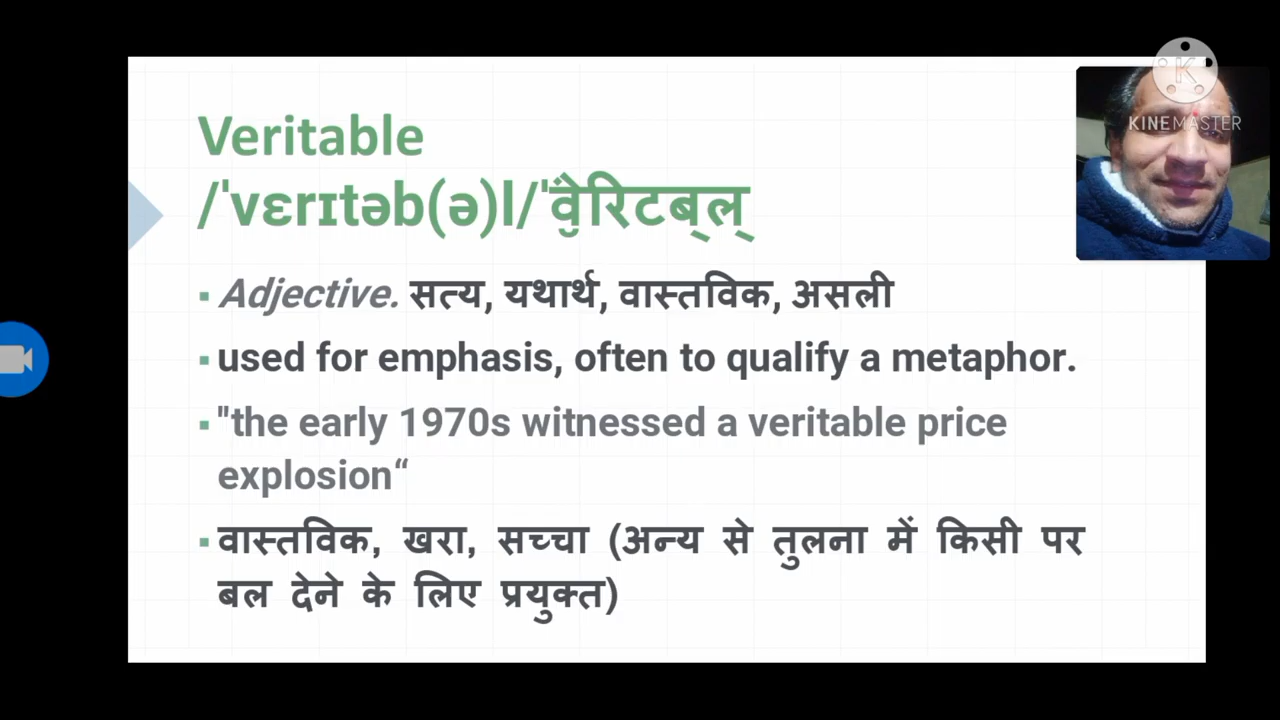 Veritable
/ˈvɛrɪtəb(ə)l/ˈवे़रिटब्ल्
Adjective. सत्य, यथार्थ, वास्तविक, असली
used for emphasis, often to qualify a metaphor.
"the early 1970s witnessed a veritable price
explosion“
वास्तविक, खरा, सच्चा (अन्य से तुलना में किसी पर
बल देने के लिए प्रयुक्त)
K
KINEMASTER